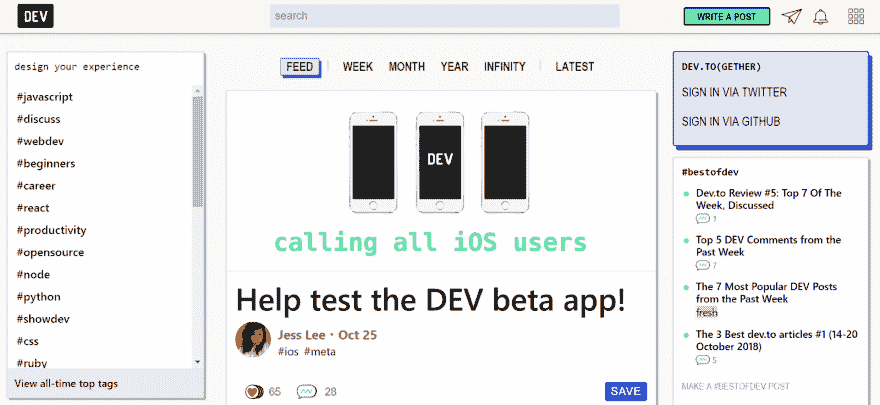 DEV
search
WRITE A POST
design your experience
#javascript
#discuss
#webdev
#beginners
#career
#react
#productivity
#opensource
#node
#python
#showdev
#css
#ruby
View all-time top tags
FEED
WEEK
MONTH
YEAR
INFINITY
LATEST
DEV
calling all iOS users
Help test the DEV beta app!
Jess Lee • Oct 25
#ios #meta
65
28
SAVE
DEV.TO(GETHER)
SIGN IN VIA TWITTER
SIGN IN VIA GITHUB
#bestofdev
Dev.to Review #5: Top 7 Of The
Week, Discussed
1
Top 5 DEV Comments from the
Past Week
7
The 7 Most Popular DEV Posts
from the Past Week
fresh
The 3 Best dev.to articles #1 (14-20
October 2018)
5
MAKE A #BESTOFDEV POST